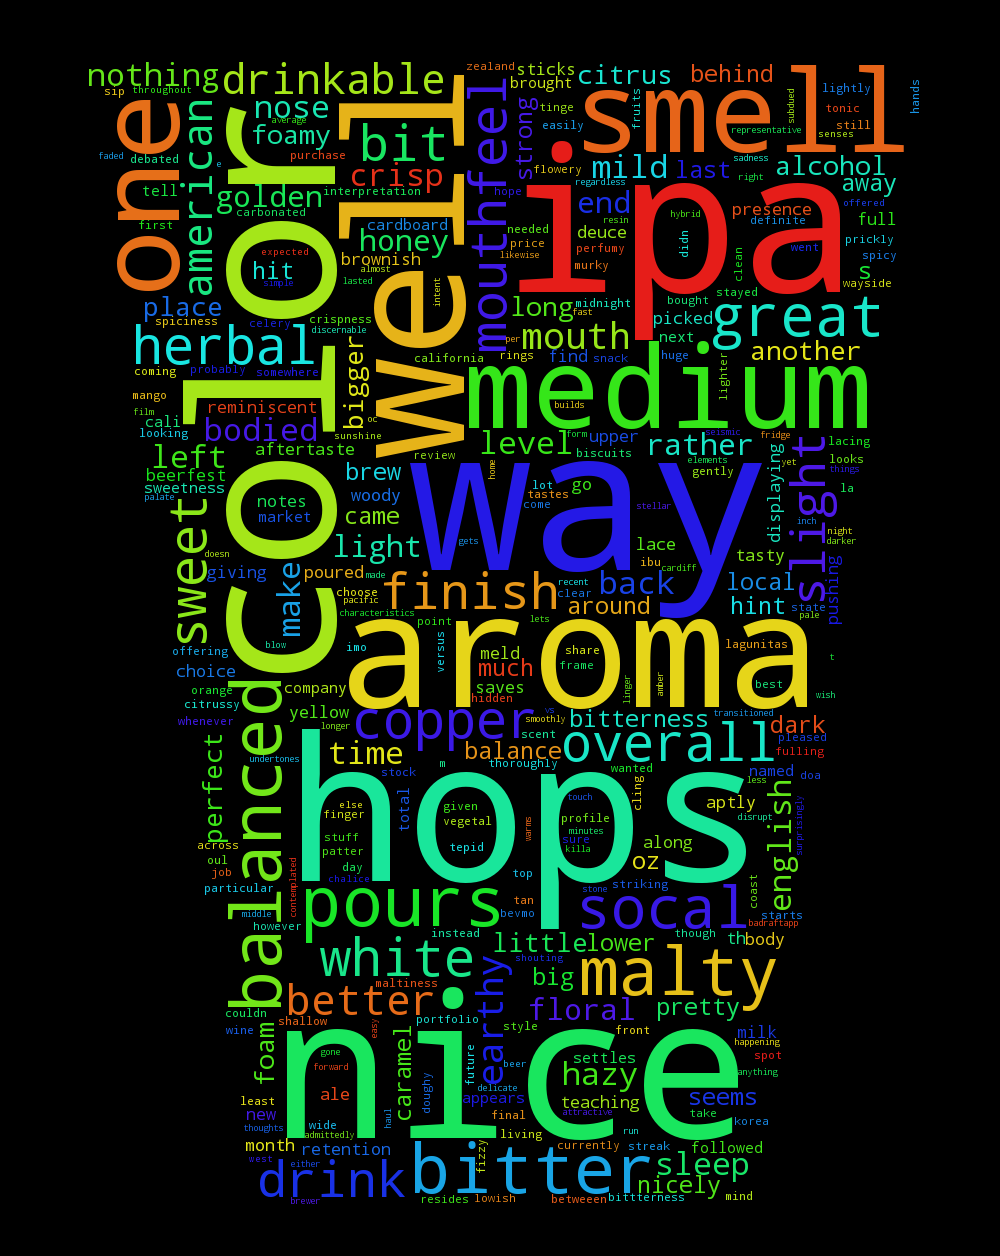 nothing
sticks
zealand
sip
throughout
drinkable
brought
citrus
behind
smell
lightly
hands
one
american
nose
average
foamy
bit
mouthfeel
strong
tinge
easily
fruits
representative
subdued
tonic
still
senses
faded
debated
e
purchase
crisp
mild
last
sadness
right
alcohol
away
tell
golden
interpretation
well
hope
regardless
end
ipa
hybrid
presence
offered
first
carbonated
cardboard
needed
deuce
resin
definite
full
color
hit
expected
honey
brownish
price
perfumy
likewise
murky
didn
clean
went
prickly
s
spicy
simple
almost
lasted
intent
stayed
wayside
place
spiciness
celery
crispness
discernable
long
midnight
fast
bought
great
picked
herbal
mouth
per
next
coming
probably
somewhere
bigger
california
rings
find
snack
huge
lighter
another
mango
medium
builds
film
cali
reminiscent
oc
looking
bodied
sunshine
review
level
form
upper
biscuits
rather
seismic
elements
fridge
yet
slight
lacing
left
aftertaste
beerfest
sweetness
palate
brew
home
lot
tastes
come
go
gently
stellar
displaying
looks
things
la
notes
market
woody
way
inch
night
darker
sweet
came
light
gets
lace
ibu
cardiff
tasty
doesn
giving
make
poured
made
choose
pacific
finish
characteristics
recent
clear
back
around
local
hint
state
pale
pushing
offering
imo
point
lets
versus
aroma
meld
share
frame
much
lagunitas
t
choice
orange
citrussy
whenever
company
saves
hidden
linger
amber
best
wish
yellow
longer
copper
vs
smoothly
scent
bitterness
transitioned
dark
pleased
perfect
balanced
undertones
time
balance
thoroughly
overall
fulling
stock
m
wanted
cling
named
doa
less
else
finger
hops
total
given
vegetal
touch
profile
minutes
aptly
disrupt
english
surprisingly
stuff
patter
across
oul
job
day
tepid
warms
sure
killa
along
oz
chalice
particular
contemplated
top
stone
striking
coast
middle
pours
tan
bevmo
socal
starts
badraftapp
however
instead
little
lower
though
th
body
white
shouting
maltiness
big
malty
better
earthy
floral
pretty
couldn
wine
shallow
easy
portfolio
style
front
milk
happening
foam
nice
gone
forward
caramel
future
beer
settles
hazy
spot
anything
ale
doughy
delicate
appears
teaching
seems
least
new
thoughts
wide
admittedly
haul
final
attractive
take
korea
living
run
month
retention
fizzy
currently
streak
followed
west
either
drink
bitter
sleep
nicely
mind
brewer
resides
lowish
betweeen
bittterness
blow